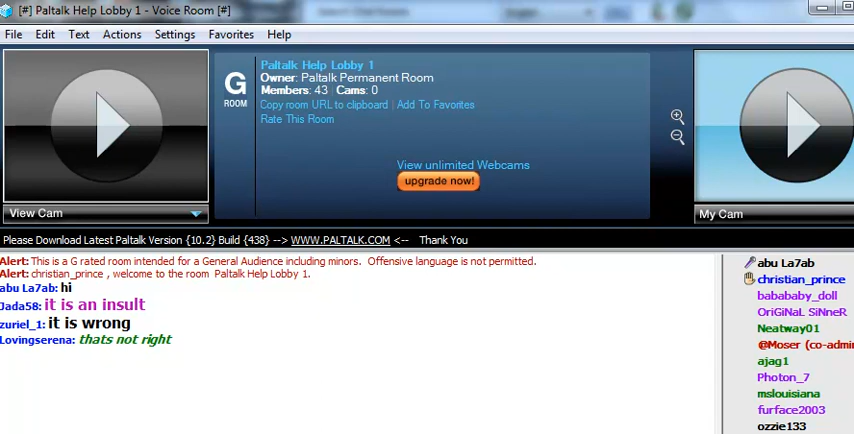 [#] Paltalk Help Lobby 1 - Voice Room [#]
File Edit Text Actions Settings Favorites Help
G
ROOM
Paltalk Help Lobby 1
Owner: Paltalk Permanent Room
Members: 43 | Cams: 0
Copy room URL to clipboard | Add To Favorites
Rate This Room
View unlimited Webcams
upgrade now!
View Cam
My Cam
Please Download Latest Paltalk Version {10.2} Build {438} --> WWW.PALTALK.COM <-- Thank You
Alert: This is a G rated room intended for a General Audience including minors. Offensive language is not permitted.
Alert: christian_prince , welcome to the room Paltalk Help Lobby 1.
abu La7ab: hi
Jada58: it is an insult
zuriel_1: it is wrong
Lovingserena: thats not right
abu La7ab
christian_prince
babababy_doll
OriGiNaL SiNneR
Neatway01
@Moser (co-admin
ajag1
Photon_7
mslouisiana
furface2003
ozzie133